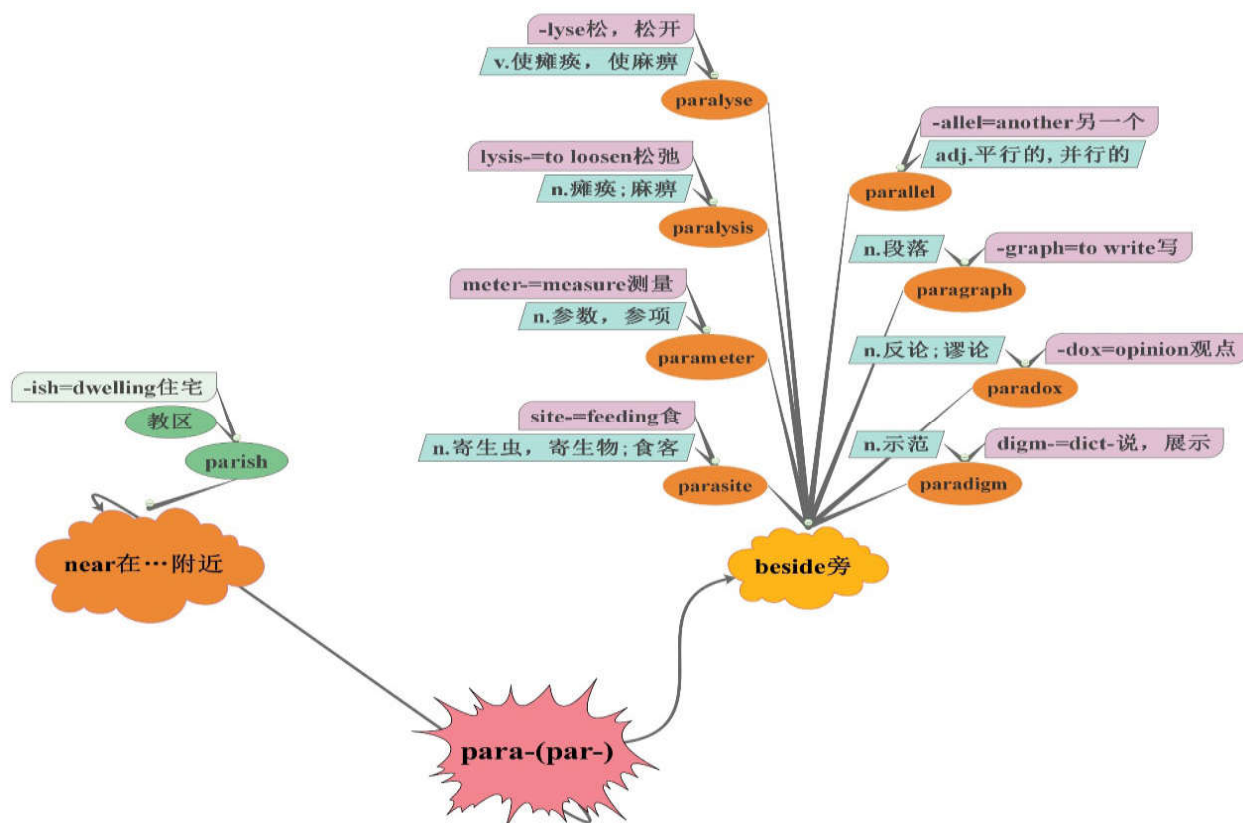 -lyse松，松开
v.使瘫痪，使麻痹
paralyse
-allel=another另一个
adj.平行的,并行的
parallel
lysis-=to loosen松弛
n.瘫痪;麻痹
paralysis
n.段落
-graph=to write写
paragraph
meter-=measure测量
n.参数，参项
parameter
n.反论;谬论
-dox=opinion观点
paradox
-ish=dwelling住宅
教区
parish
site-=feeding食
n.寄生虫，寄生物;食客
parasite
n.示范
digm-=dict-说，展示
paradigm
near在…附近
beside旁
para-(par-)